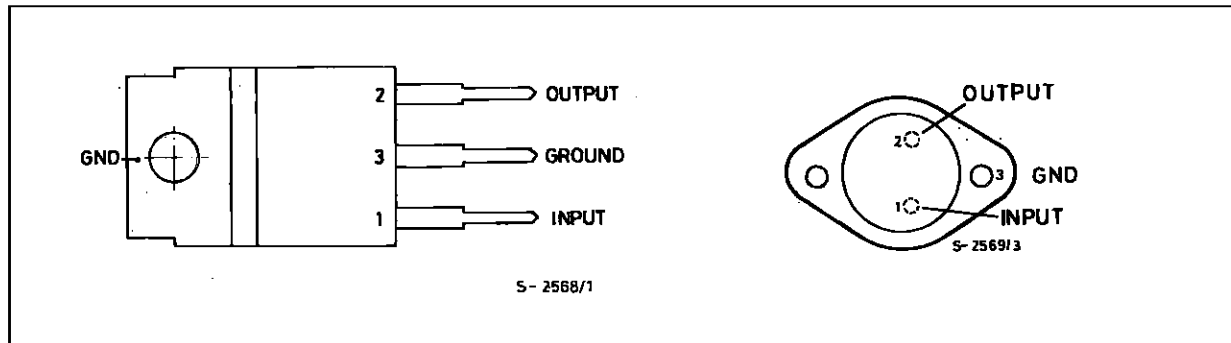 2 OUTPUT
GND 3 GROUND
1 INPUT
S-2568/1
OUTPUT
2
3 GND
1
INPUT
S-2569/3